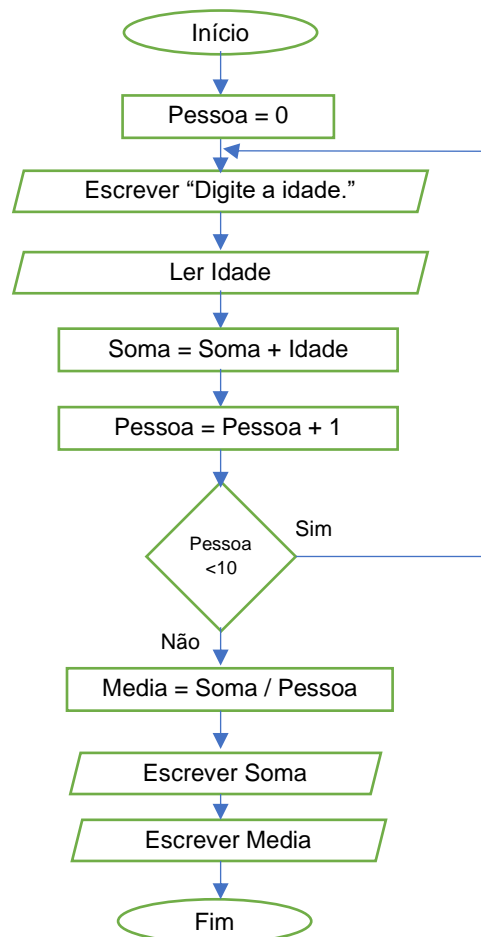 Início
Pessoa = 0
Escrever “Digite a idade.”
Ler Idade
Soma = Soma + Idade
Pessoa = Pessoa + 1
Pessoa
<10
Sim
Não
Media = Soma / Pessoa
Escrever Soma
Escrever Media
Fim